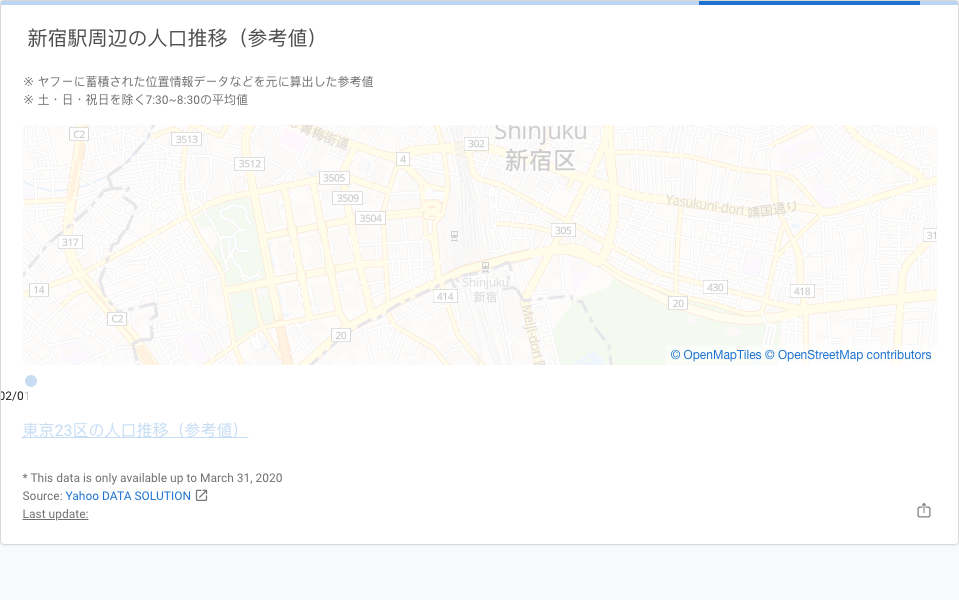 新宿駅周辺の人口推移（参考値）
※ ヤフーに蓄積された位置情報データなどを元に算出した参考値
※ 土・日・祝日を除く7:30~8:30の平均値
C2
3513
青梅街道
302
Shinjuku
新宿区
4
3512
3505
3509
3504
Yasukuni-dori 靖国通り
305
31
317
Shinjuku
新宿
14
414
430
418
20
C2
20
Meiji-dori
© OpenMapTiles © OpenStreetMap contributors
02/01
東京23区の人口推移（参考値）
* This data is only available up to March 31, 2020
Source: Yahoo DATA SOLUTION
Last update: